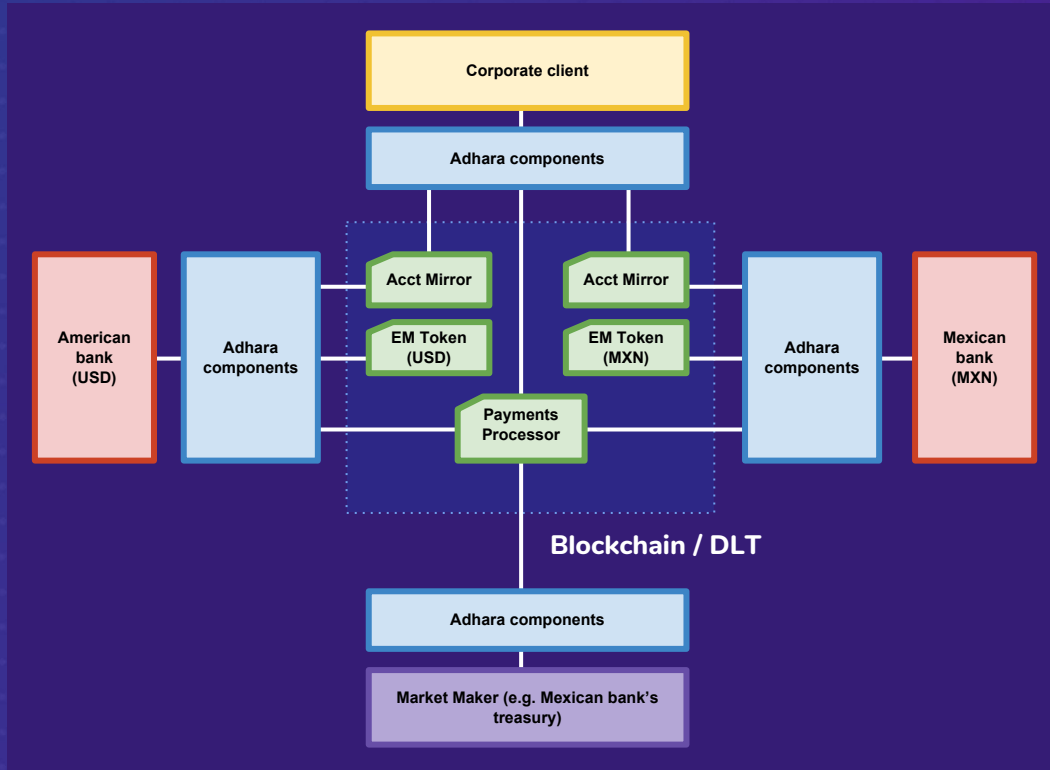 Corporate client
Adhara components
Acct Mirror
Acct Mirror
American
bank
(USD)
Adhara
components
EM Token
(USD)
EM Token
(MXN)
Adhara
components
Mexican
bank
(MXN)
Payments
Processor
Blockchain / DLT
Adhara components
Market Maker (e.g. Mexican bank’s
treasury)